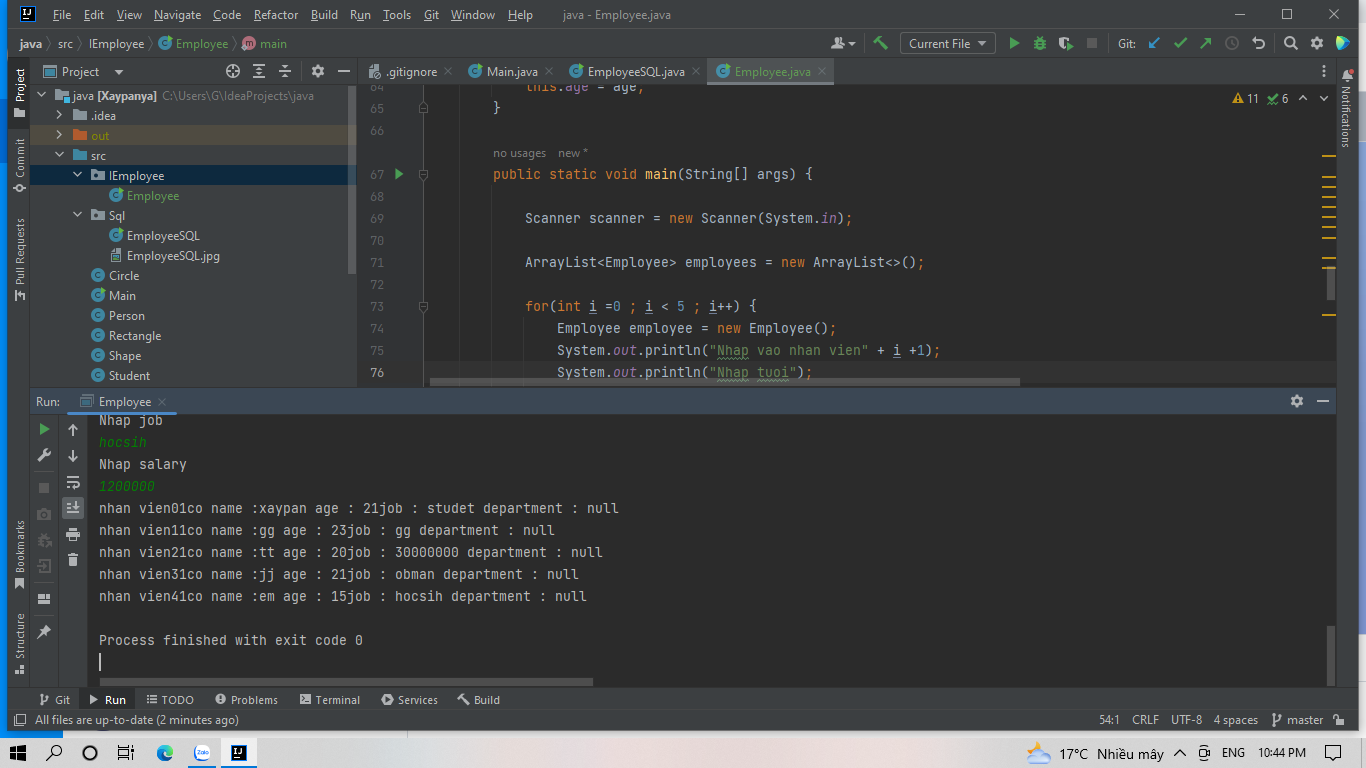 File Edit View Navigate Code Refactor Build Run Tools Git Window Help java - Employee.java
java src IEmployee Employee main Current File Git:
Project .gitignore Main.java EmployeeSQL.java Employee.java
java [Xaypanya] C:\Users\G\IdeaProjects\java
.idea
out
src
IEmployee
Employee
Sql
EmployeeSQL
EmployeeSQL.jpg
Circle
Main
Person
Rectangle
Shape
Student
Project
Commit
Pull Requests
Bookmarks
Structure
Notifications
11 6
64 this.age = age;
65 }
66
no usages new *
67 public static void main(String[] args) {
68
69 Scanner scanner = new Scanner(System.in);
70
71 ArrayList<Employee> employees = new ArrayList<>();
72
73 for(int i =0 ; i < 5 ; i++) {
74 Employee employee = new Employee();
75 System.out.println("Nhap vao nhan vien" + i +1);
76 System.out.println("Nhap tuoi");
Run: Employee
Nhap job
hocsih
Nhap salary
1200000
nhan vien01co name :xaypan age : 21job : studet department : null
nhan vien11co name :gg age : 23job : gg department : null
nhan vien21co name :tt age : 20job : 30000000 department : null
nhan vien31co name :jj age : 21job : obman department : null
nhan vien41co name :em age : 15job : hocsih department : null
Process finished with exit code 0
Git Run TODO Problems Terminal Services Build
All files are up-to-date (2 minutes ago) 54:1 CRLF UTF-8 4 spaces master
Zalo 17°C Nhiều mây ENG 10:44 PM